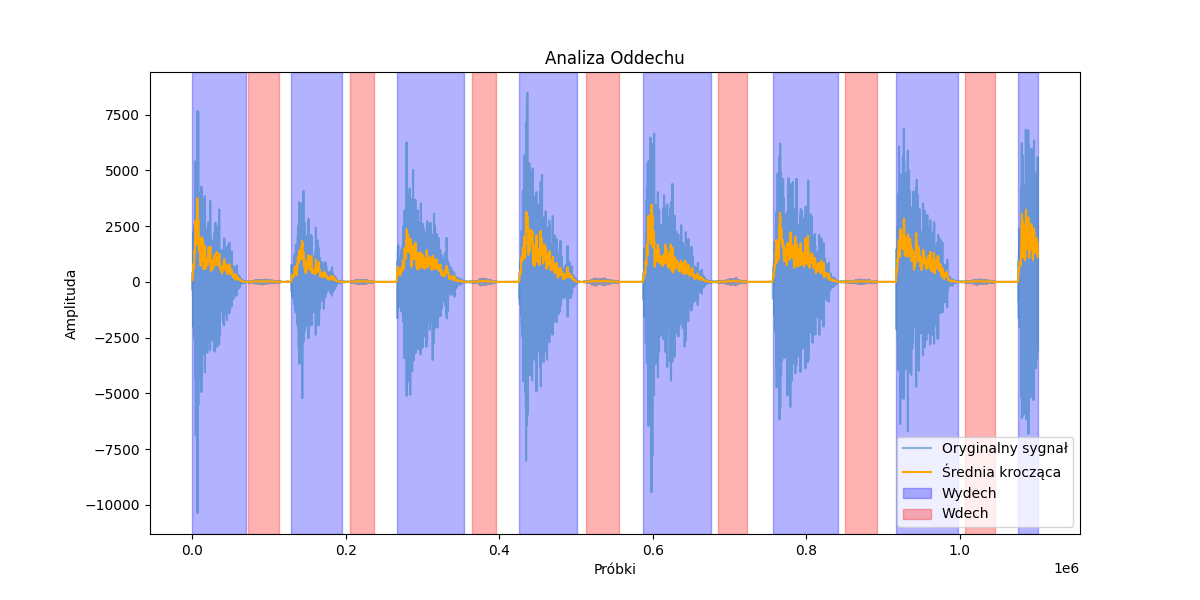 Analiza Oddechu
Amplituda
7500
5000
2500
0
−2500
−5000
−7500
−10000
0.0
0.2
0.4
0.6
0.8
1.0
1e6
Próbki
Oryginalny sygnał
Średnia krocząca
Wydech
Wdech